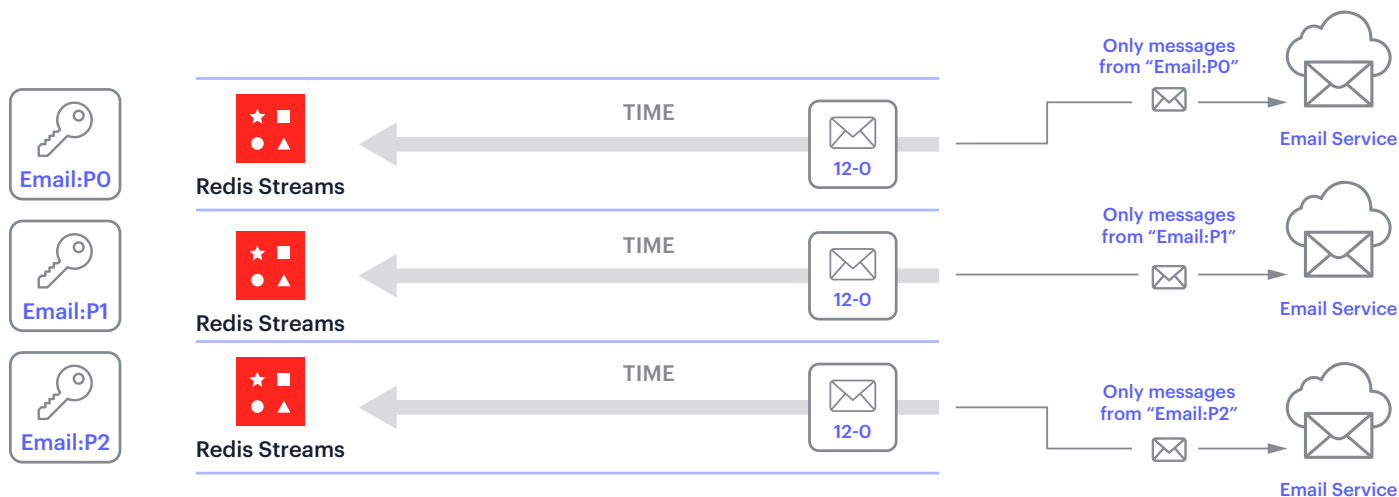 Only messages
from “Email:P0”
TIME
Email Service
12-0
Email:P0
Redis Streams
Only messages
from “Email:P1”
TIME
12-0
Email Service
Email:P1
Redis Streams
TIME
Only messages
from “Email:P2”
12-0
Email:P2
Redis Streams
Email Service